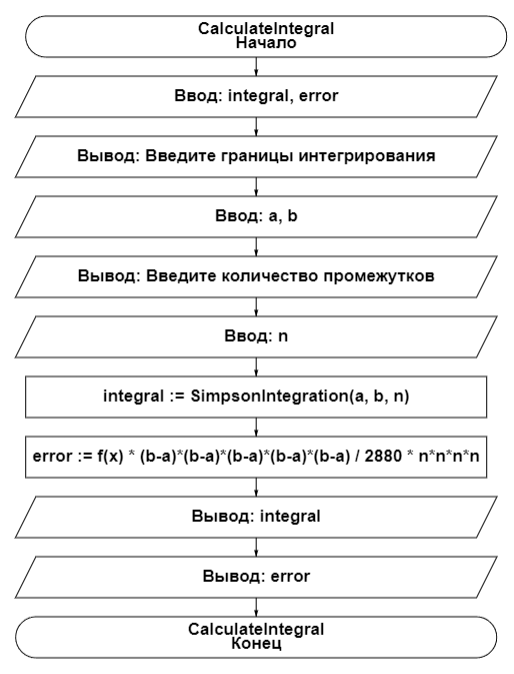 CalculateIntegral
Начало
Ввод: integral, error
Вывод: Введите границы интегрирования
Ввод: a, b
Вывод: Введите количество промежутков
Ввод: n
integral := SimpsonIntegration(a, b, n)
error := f(x) * (b-a)*(b-a)*(b-a)*(b-a)*(b-a) / 2880 * n*n*n*n
Вывод: integral
Вывод: error
CalculateIntegral
Конец